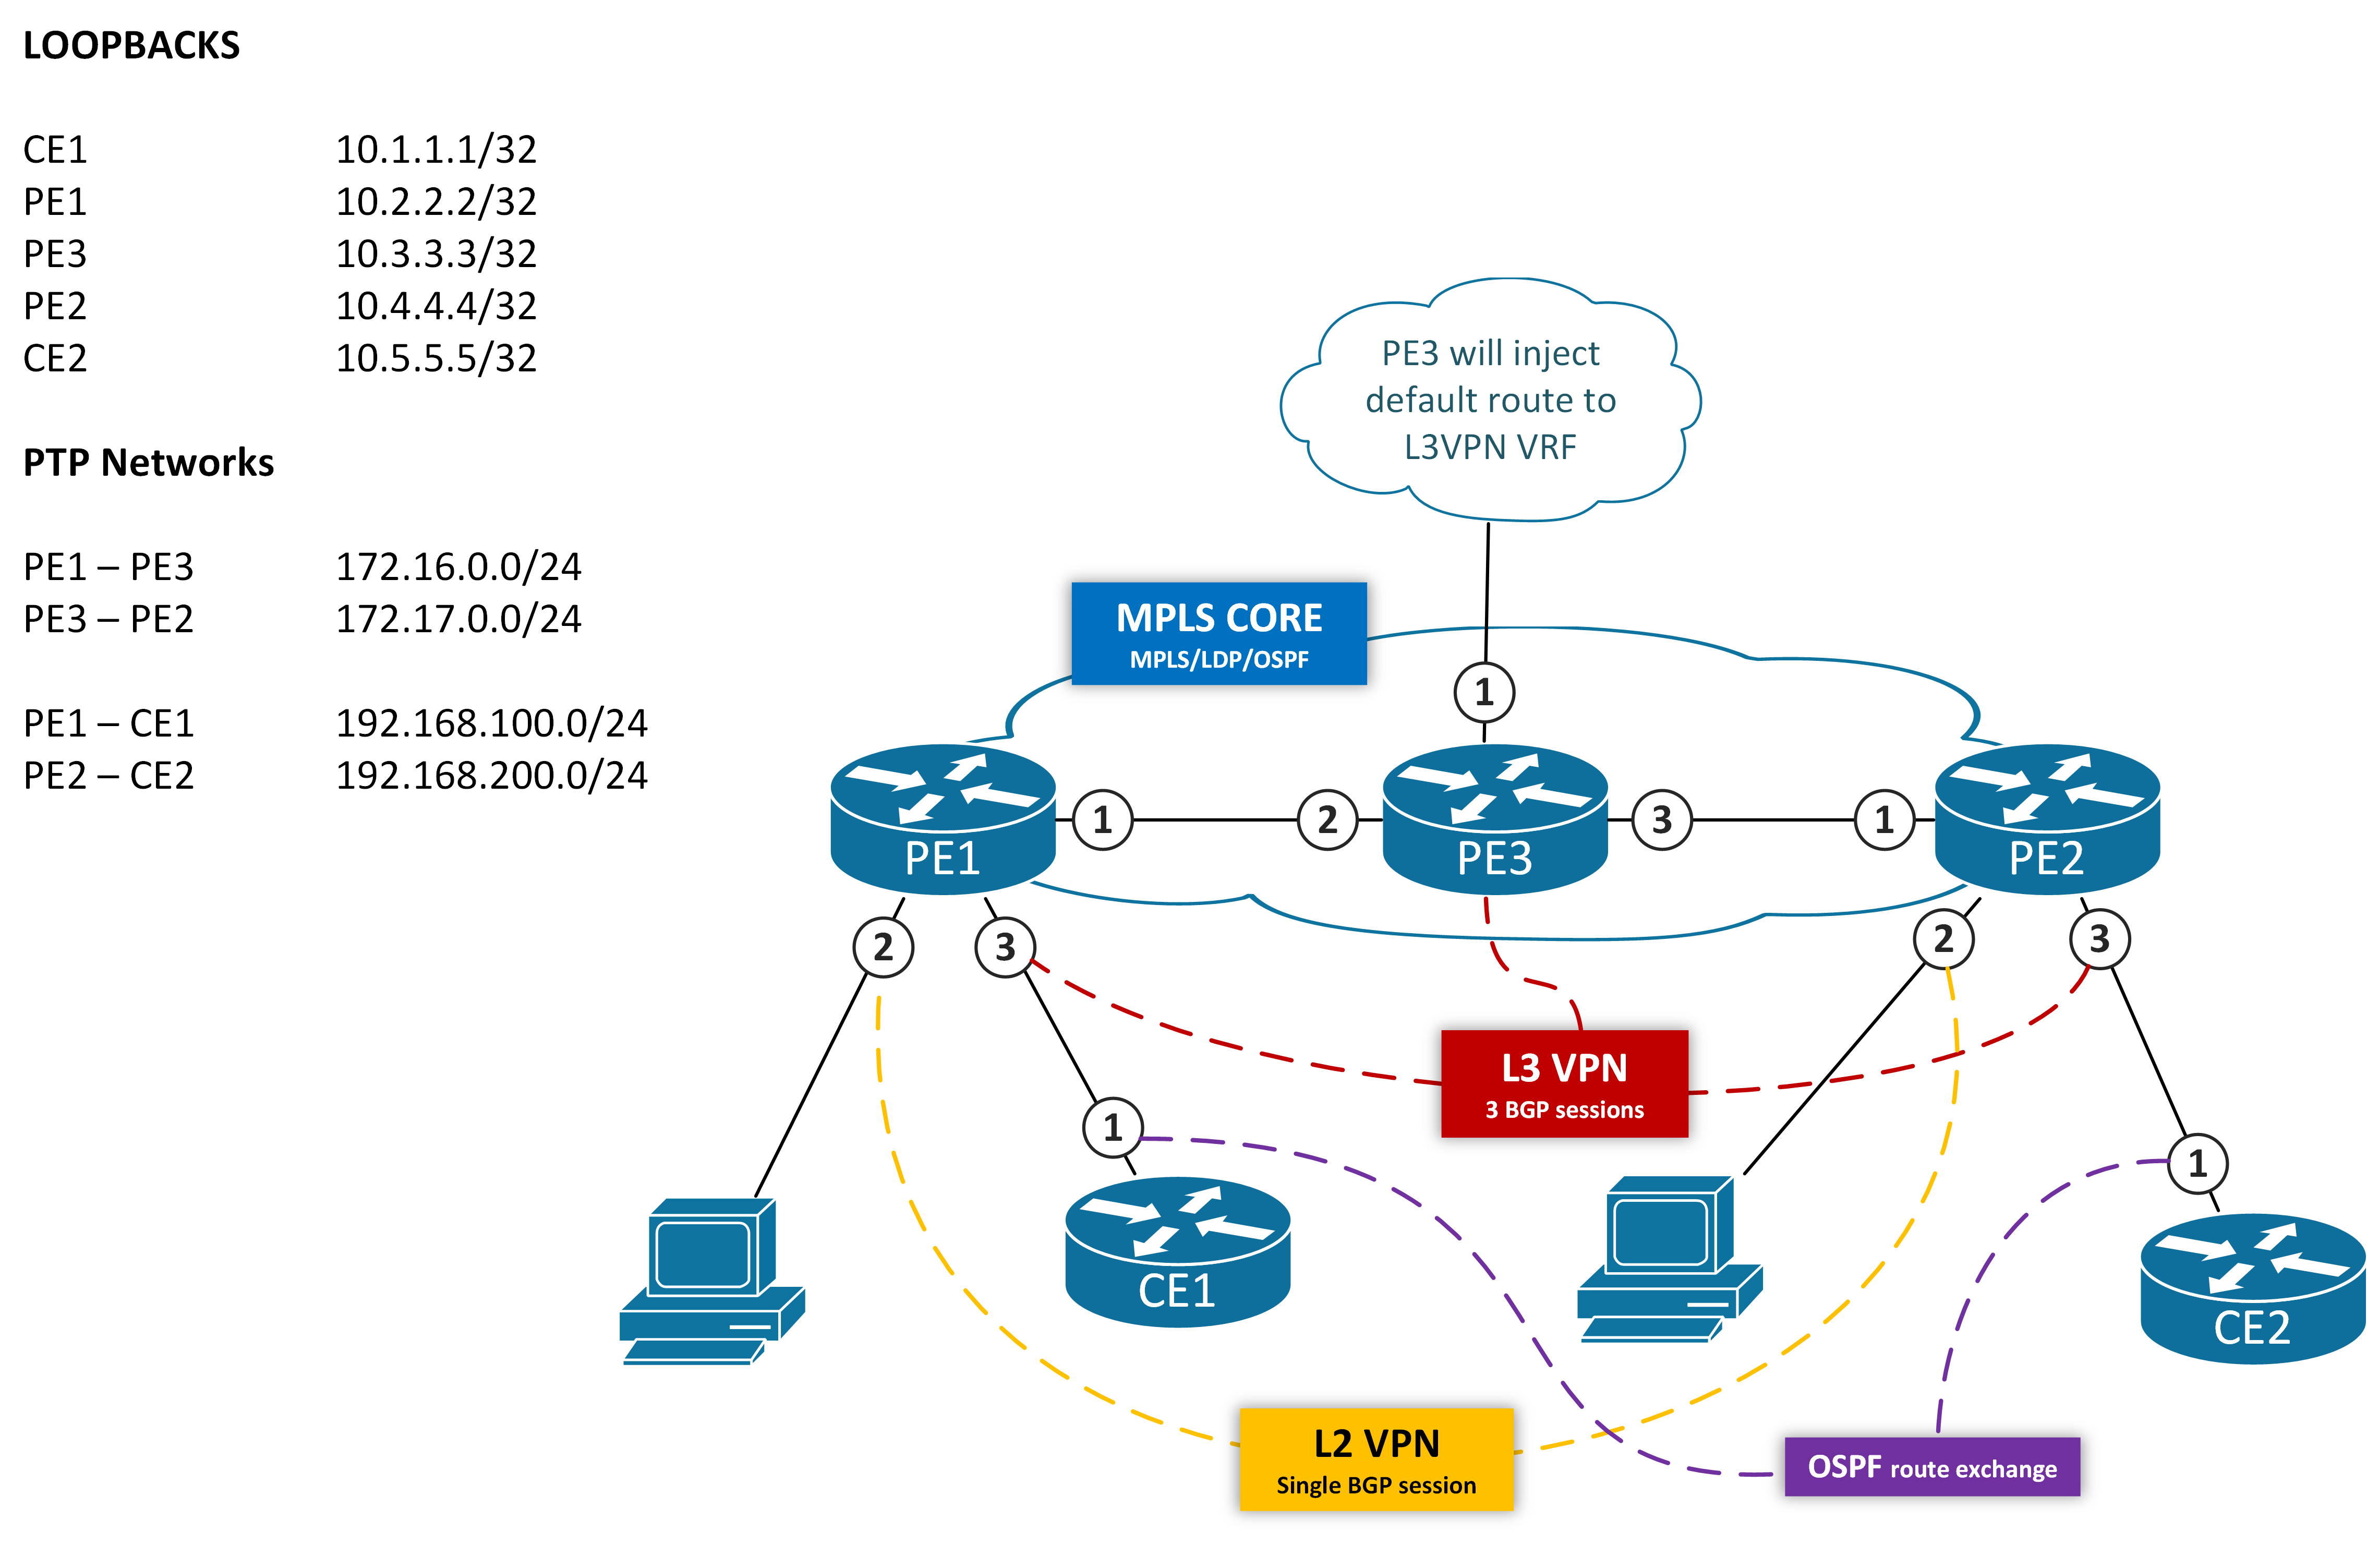 LOOPBACKS
CE1 10.1.1.1/32
PE1 10.2.2.2/32
PE3 10.3.3.3/32
PE2 10.4.4.4/32
CE2 10.5.5.5/32
PTP Networks
PE1 – PE3 172.16.0.0/24
PE3 – PE2 172.17.0.0/24
PE1 – CE1 192.168.100.0/24
PE2 – CE2 192.168.200.0/24
PE3 will inject
default route to
L3VPN VRF
MPLS CORE
MPLS/LDP/OSPF
1
1
2
3
1
PE1
PE3
PE2
2
3
2
3
L3 VPN
3 BGP sessions
1
1
CE1
CE2
L2 VPN
Single BGP session
OSPF route exchange